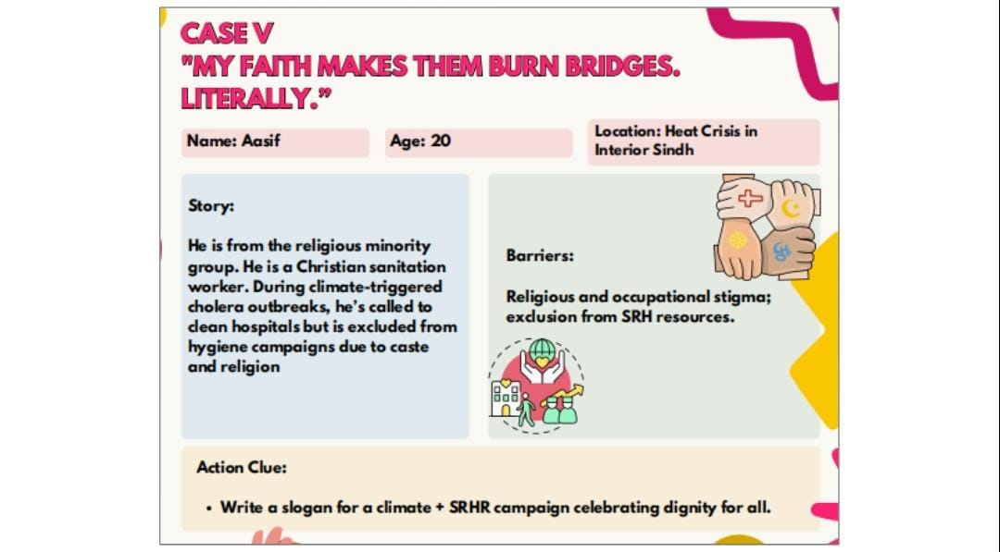 CASE V
"MY FAITH MAKES THEM BURN BRIDGES.
LITERALLY.”
Name: Aasif
Age: 20
Location: Heat Crisis in
Interior Sindh
Story:
He is from the religious minority
group. He is a Christian sanitation
worker. During climate-triggered
cholera outbreaks, he’s called to
clean hospitals but is excluded from
hygiene campaigns due to caste
and religion
Barriers:
Religious and occupational stigma;
exclusion from SRH resources.
Action Clue:
• Write a slogan for a climate + SRHR campaign celebrating dignity for all.